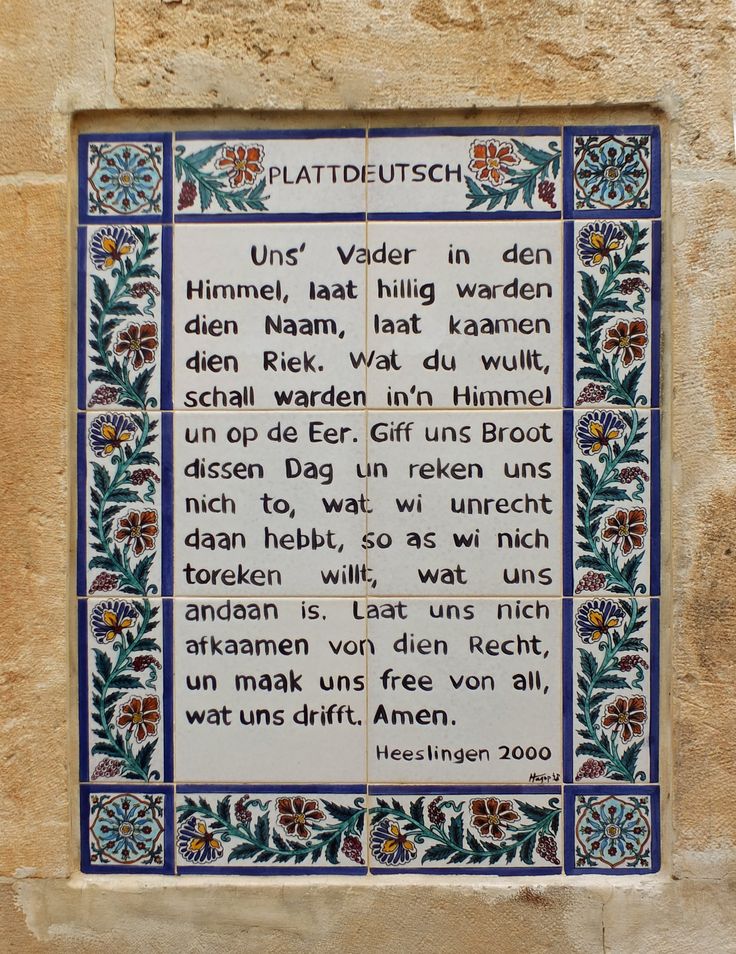 PLATTDEUTSCH
Uns' Vader in den
Himmel, laat hillig warden
dien Naam, laat kaamen
dien Riek. Wat du wullt,
schall warden in'n Himmel
un op de Eer. Giff uns Broot
dissen Dag un reken uns
nich to, wat wi unrecht
daan hebbt, so as wi nich
toreken willt, wat uns
andaan is. Laat uns nich
afkaamen von dien Recht,
un maak uns free von all,
wat uns drifft. Amen.
Heeslingen 2000